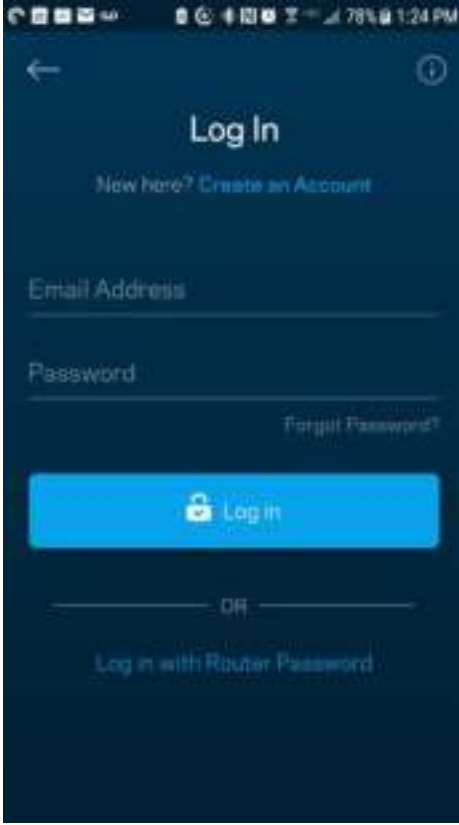 78% 1:24 PM
Log In
New here? Create an Account
Email Address
Password
Forgot Password?
Log in
OR
Log in with Router Password